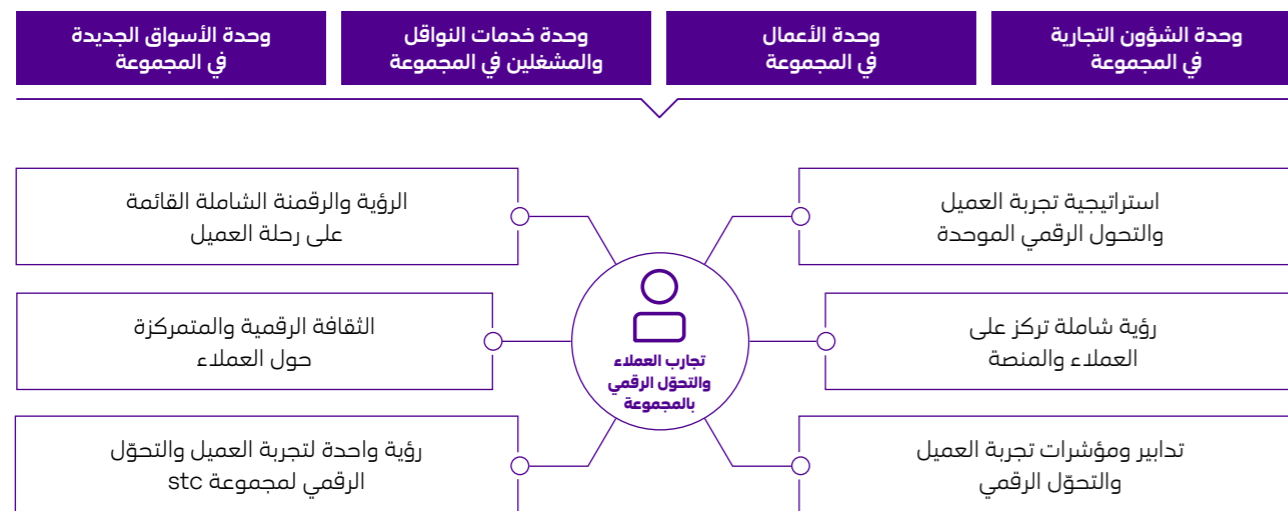 وحدة الشؤون التجارية
في المجموعة
وحدة الأعمال
في المجموعة
وحدة خدمات النواقل
والمشغلين في المجموعة
وحدة الأسواق الجديدة
في المجموعة
استراتيجية تجربة العميل
والتحول الرقمي الموحدة
الرؤية والرقمنة الشاملة القائمة
على رحلة العميل
رؤية شاملة تركز على
العملاء والمنصة
تجارب العملاء
والتحوّل الرقمي
بالمجموعة
الثقافة الرقمية والمتمركزة
حول العملاء
تدابير ومؤشرات تجربة العميل
والتحوّل الرقمي
رؤية واحدة لتجربة العميل والتحوّل
الرقمي لمجموعة stc